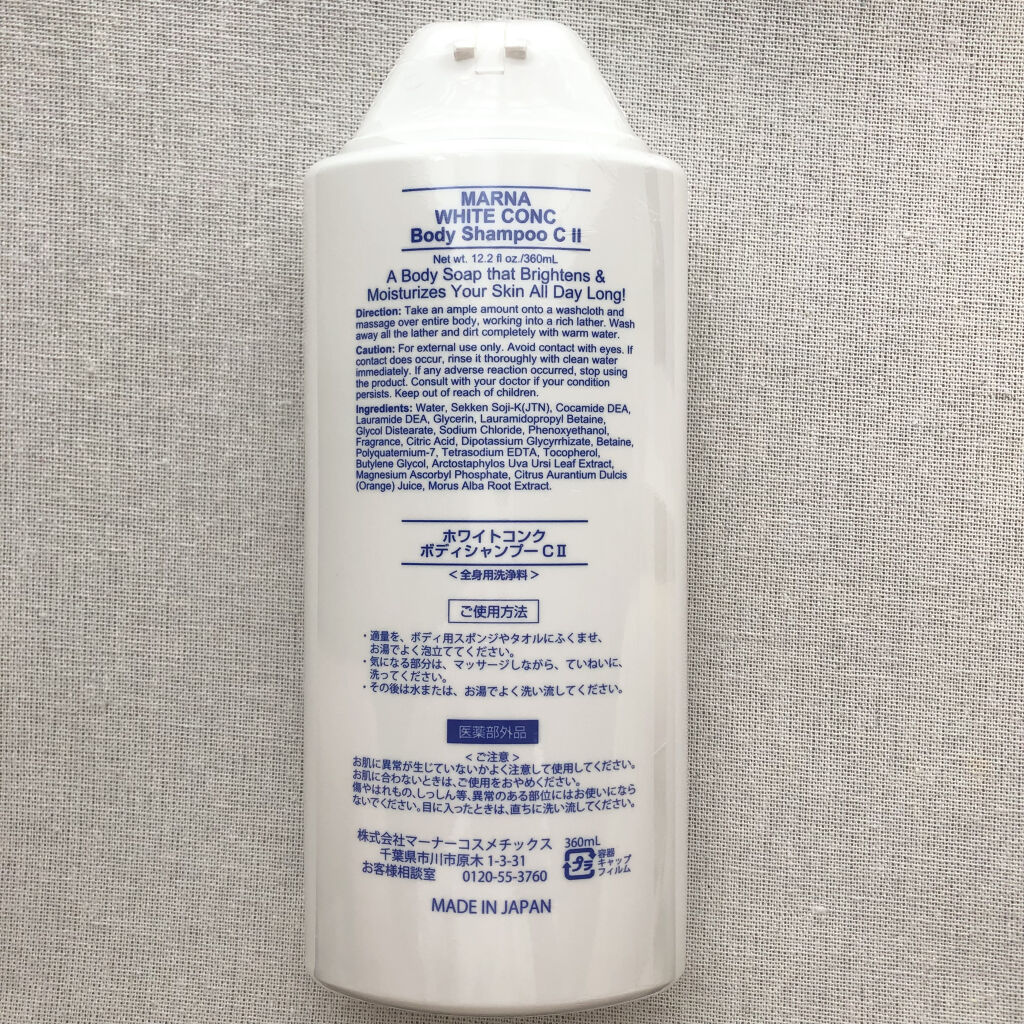 MARNA
WHITE CONC
Body Shampoo C II
Net wt. 12.2 fl oz./360mL
A Body Soap that Brightens &
Moisturizes Your Skin All Day Long!
Direction: Take an ample amount onto a washcloth and
massage over entire body, working into a rich lather. Wash
away all the lather and dirt completely with warm water.
Caution: For external use only. Avoid contact with eyes. If
contact does occur, rinse it thoroughly with clean water
immediately. If any adverse reaction occurred, stop using
the product. Consult with your doctor if your condition
persists. Keep out of reach of children.
Ingredients: Water, Sekken Soji-K(JTN), Cocamide DEA,
Lauramide DEA, Glycerin, Lauramidopropyl Betaine,
Glycol Distearate, Sodium Chloride, Phenoxyethanol,
Fragrance, Citric Acid, Dipotassium Glycyrrhizate, Betaine,
Polyquaternium-7, Tetrasodium EDTA, Tocopherol,
Butylene Glycol, Arctostaphylos Uva Ursi Leaf Extract,
Magnesium Ascorbyl Phosphate, Citrus Aurantium Dulcis
(Orange) Juice, Morus Alba Root Extract.
ホワイトコンク
ボディシャンプーCⅡ
<全身用洗浄料>
ご使用方法
・適量を、ボディ用スポンジやタオルにふくませ、
お湯でよく泡立ててください。
・気になる部分は、マッサージしながら、ていねいに、
洗ってください。
・その後は水または、お湯でよく洗い流してください。
医薬部外品
<ご注意>
お肌に異常が生じていないかよく注意して使用してください。
お肌に合わないときは、ご使用をおやめください。
傷やはれもの、しっしん等、異常のある部位にはお使いになら
ないでください。目に入ったときは、直ちに洗い流してください。
株式会社マーナーコスメチックス
千葉県市川市原木1-3-31
お客様相談室 0120-55-3760
360mL
プラ
容器
キャップ
フィルム
MADE IN JAPAN